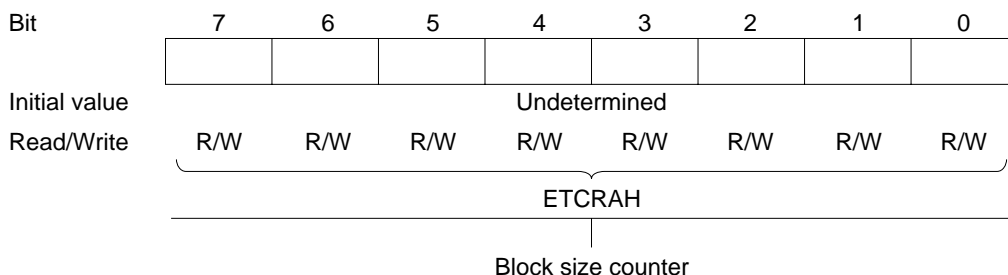 Bit 7 6 5 4 3 2 1 0
Initial value Undetermined
Read/Write R/W R/W R/W R/W R/W R/W R/W R/W
ETCRAH
Block size counter